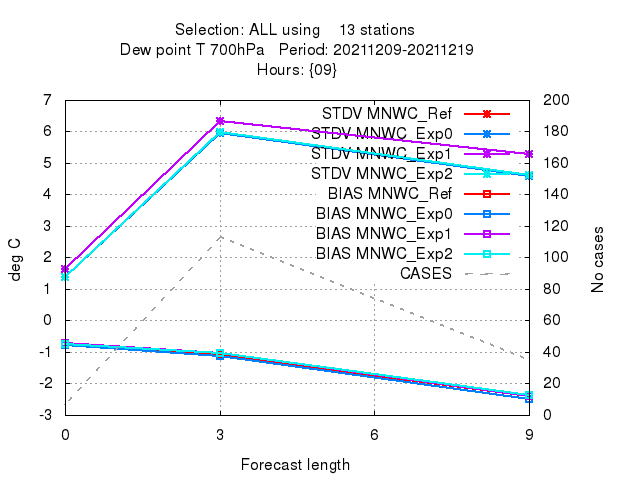 Selection: ALL using    13 stations
Dew point T 700hPa   Period: 20211209-20211219
Hours: {09}
7
6
5
4
3
2
1
0
-1
-2
-3
deg C
STDV MNWC_Ref
STDV MNWC_Exp0
STDV MNWC_Exp1
STDV MNWC_Exp2
BIAS MNWC_Ref
BIAS MNWC_Exp0
BIAS MNWC_Exp1
BIAS MNWC_Exp2
CASES
200
180
160
140
120
100
80
60
40
20
0
No cases
0 3 6 9
Forecast length